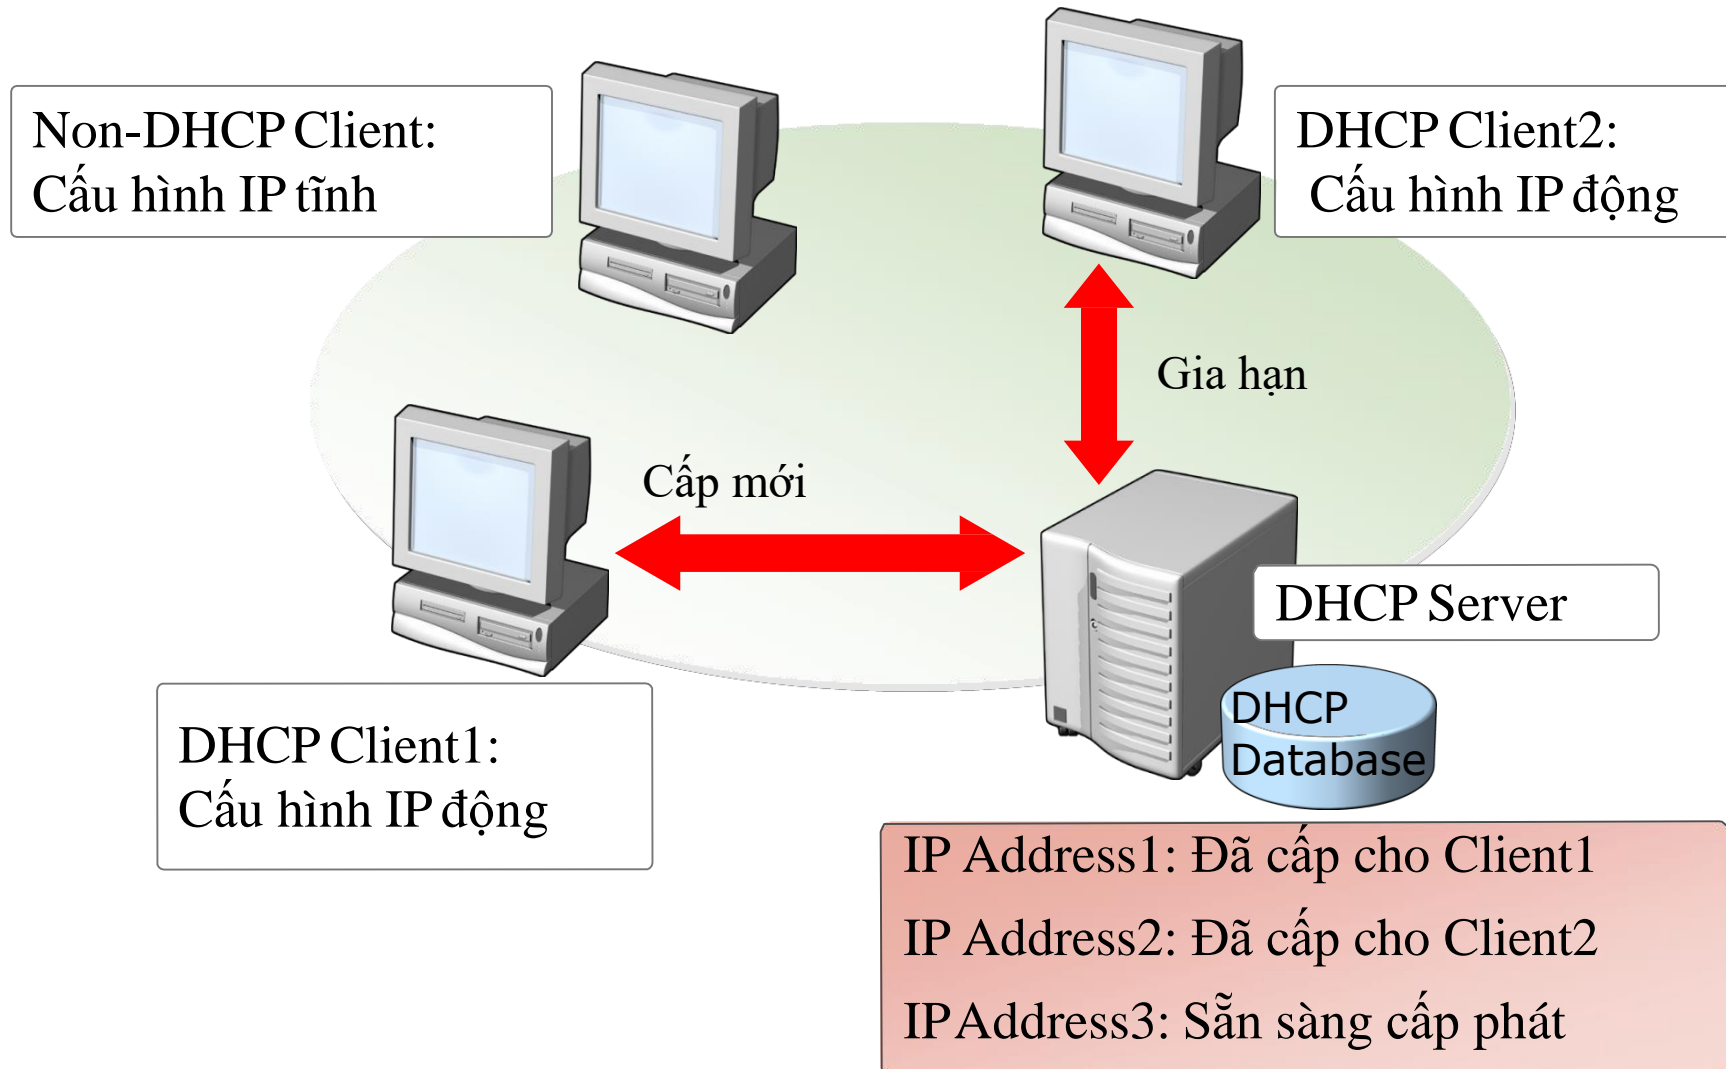 Non-DHCP Client:
Cấu hình IP tĩnh
DHCP Client2:
Cấu hình IP động
Gia hạn
Cấp mới
DHCP Server
DHCP
Database
DHCP Client1:
Cấu hình IP động
IP Address1: Đã cấp cho Client1
IP Address2: Đã cấp cho Client2
IP Address3: Sẵn sàng cấp phát